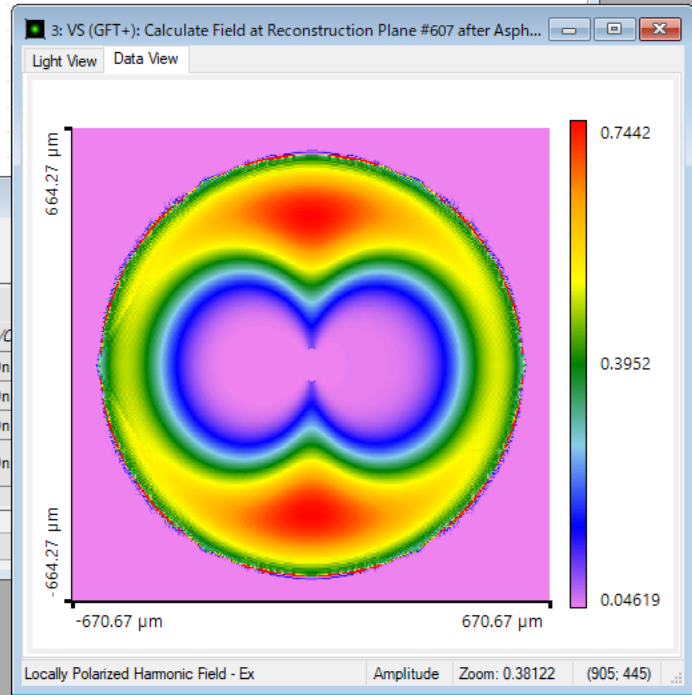 3: VS (GFT+): Calculate Field at Reconstruction Plane #607 after Asph...
Light View Data View
664.27 µm
-664.27 µm
-670.67 µm 670.67 µm
0.7442
0.3952
0.04619
Locally Polarized Harmonic Field - Ex Amplitude Zoom: 0.38122 (905; 445)